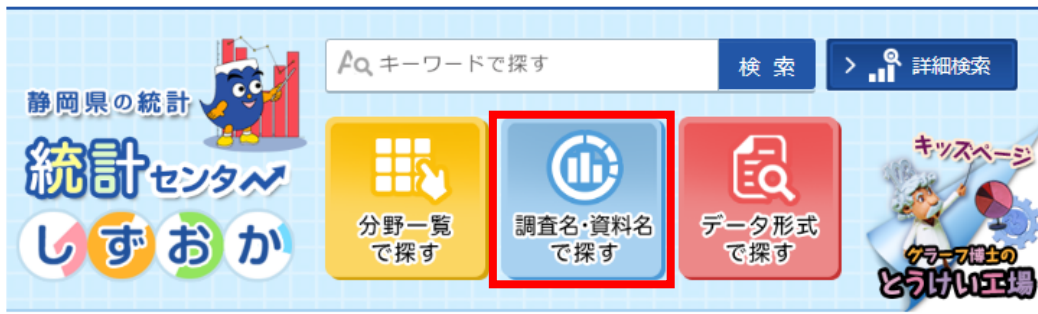 静岡県の統計
統計センター
しずおか
キーワードで探す
検索
詳細検索
分野一覧
で探す
調査名・資料名
で探す
データ形式
で探す
キッズページ
グラーフ博士の
とうけい工場